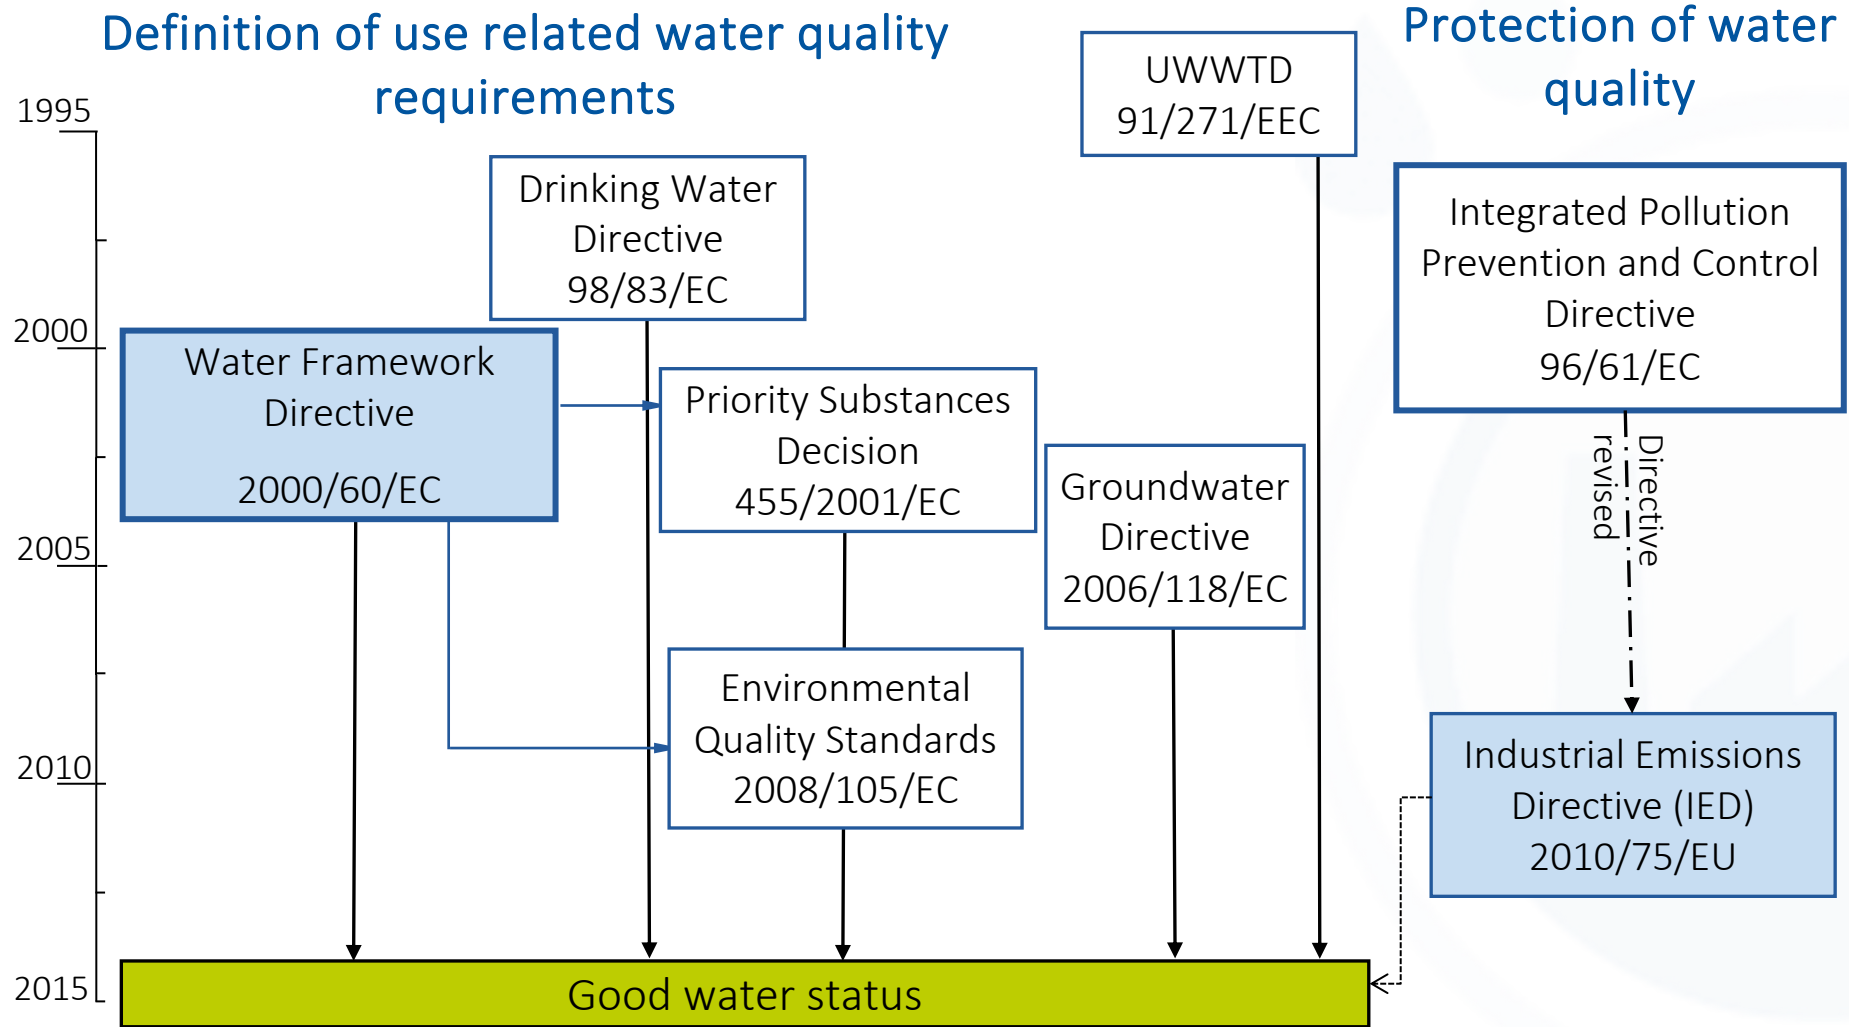 Definition of use related water quality
requirements
Protection of water
quality
1995
2000
2005
2010
2015
UWWTD
91/271/EEC
Drinking Water
Directive
98/83/EC
Integrated Pollution
Prevention and Control
Directive
96/61/EC
Water Framework
Directive
2000/60/EC
Priority Substances
Decision
455/2001/EC
Groundwater
Directive
2006/118/EC
Directive
revised
Environmental
Quality Standards
2008/105/EC
Industrial Emissions
Directive (IED)
2010/75/EU
Good water status